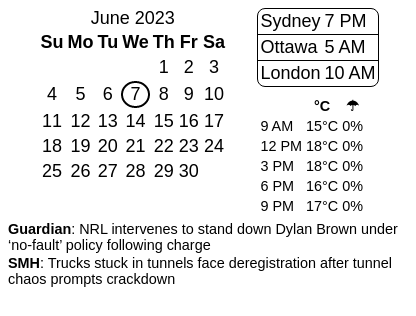 June 2023
Su Mo Tu We Th Fr Sa
1 2 3
4 5 6 7 8 9 10
11 12 13 14 15 16 17
18 19 20 21 22 23 24
25 26 27 28 29 30
Sydney 7 PM
Ottawa 5 AM
London 10 AM
°C ☂
9 AM 15°C 0%
12 PM 18°C 0%
3 PM 18°C 0%
6 PM 16°C 0%
9 PM 17°C 0%
Guardian: NRL intervenes to stand down Dylan Brown under
‘no-fault’ policy following charge
SMH: Trucks stuck in tunnels face deregistration after tunnel
chaos prompts crackdown